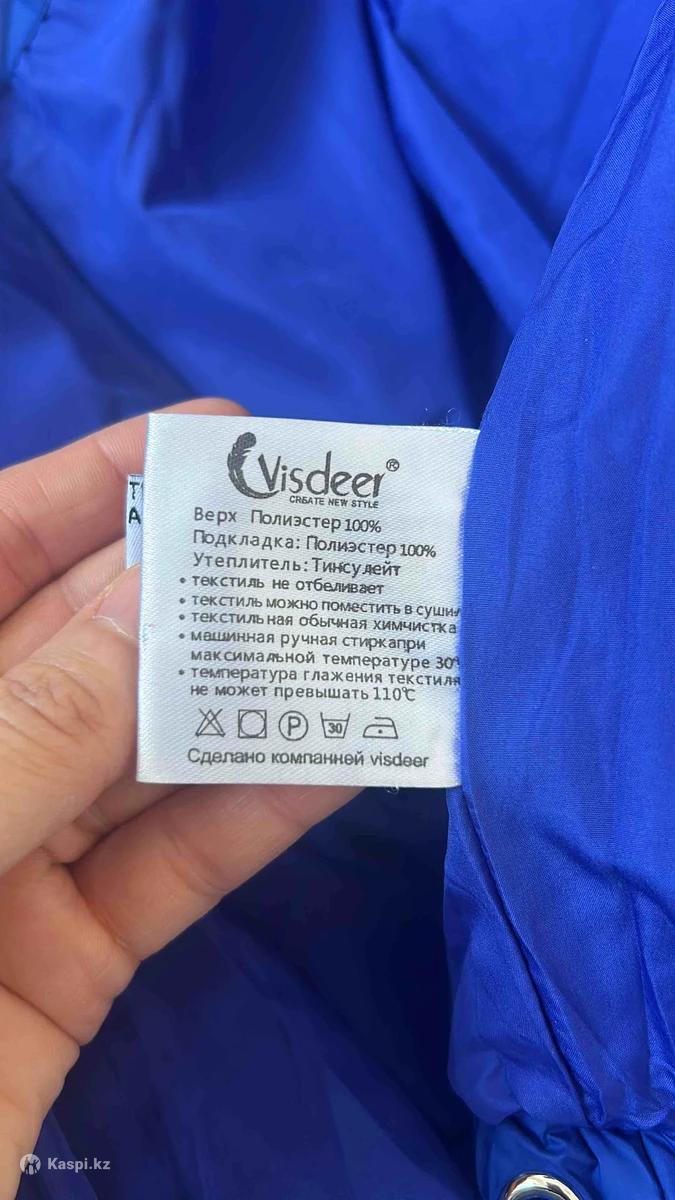 Visdeer®
CREATE NEW STYLE
Верх Полиэстер 100%
Подкладка: Полиэстер 100%
Утеплитель: Тинсулейт
• текстиль не отбеливает
• текстиль можно поместить в сушил
• текстильная обычная химчистка
• машинная ручная стиркапри
максимальной температуре 30°
• температура глажения текстиля
не может превышать 110℃
P
30
Сделано компанней visdeer
T
A
Kaspi.kz